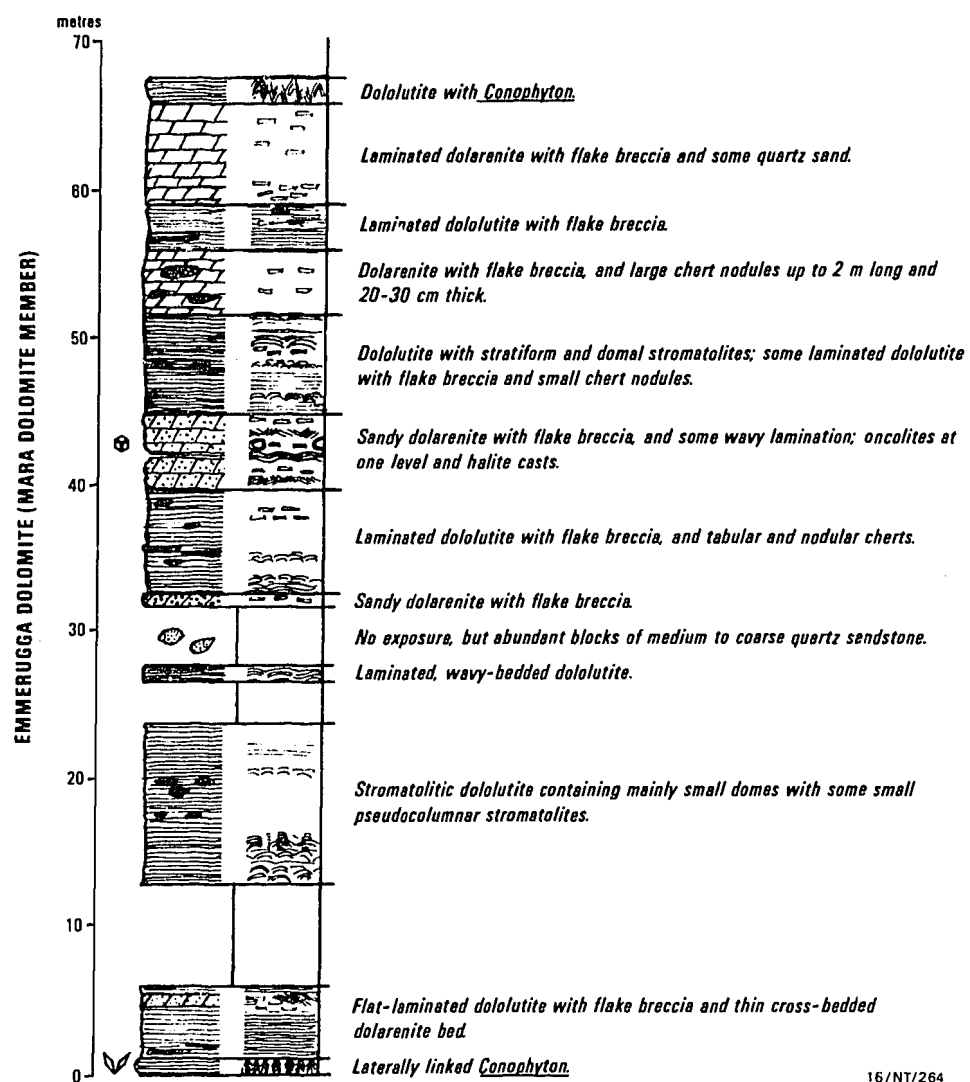 metres
70
Dololutite with Conophyton.
Laminated dolarenite with flake breccia and some quartz sand.
60
Laminated dololutite with flake breccia.
Dolarenite with flake breccia, and large chert nodules up to 2 m long and
20-30 cm thick.
50
Dololutite with stratiform and domal stromatolites; some laminated dololutite
with flake breccia and small chert nodules.
Sandy dolarenite with flake breccia, and some wavy lamination; oncolites at
one level and halite casts.
40
Laminated dololutite with flake breccia, and tabular and nodular cherts.
Sandy dolarenite with flake breccia.
30
No exposure, but abundant blocks of medium to coarse quartz sendstone.
Laminated, wavy-bedded dololutite.
EMMERUGGA DOLOMITE (MARA DOLOMITE MEMBER)
20
Stromatolitic dololutite containing mainly small domes with some small
pseudocolumnar stromatolites.
10
Flat-laminated dololutite with flake breccia and thin cross-bedded
dolarenite bed.
Laterally linked Conophyton.
0
16/NT/264